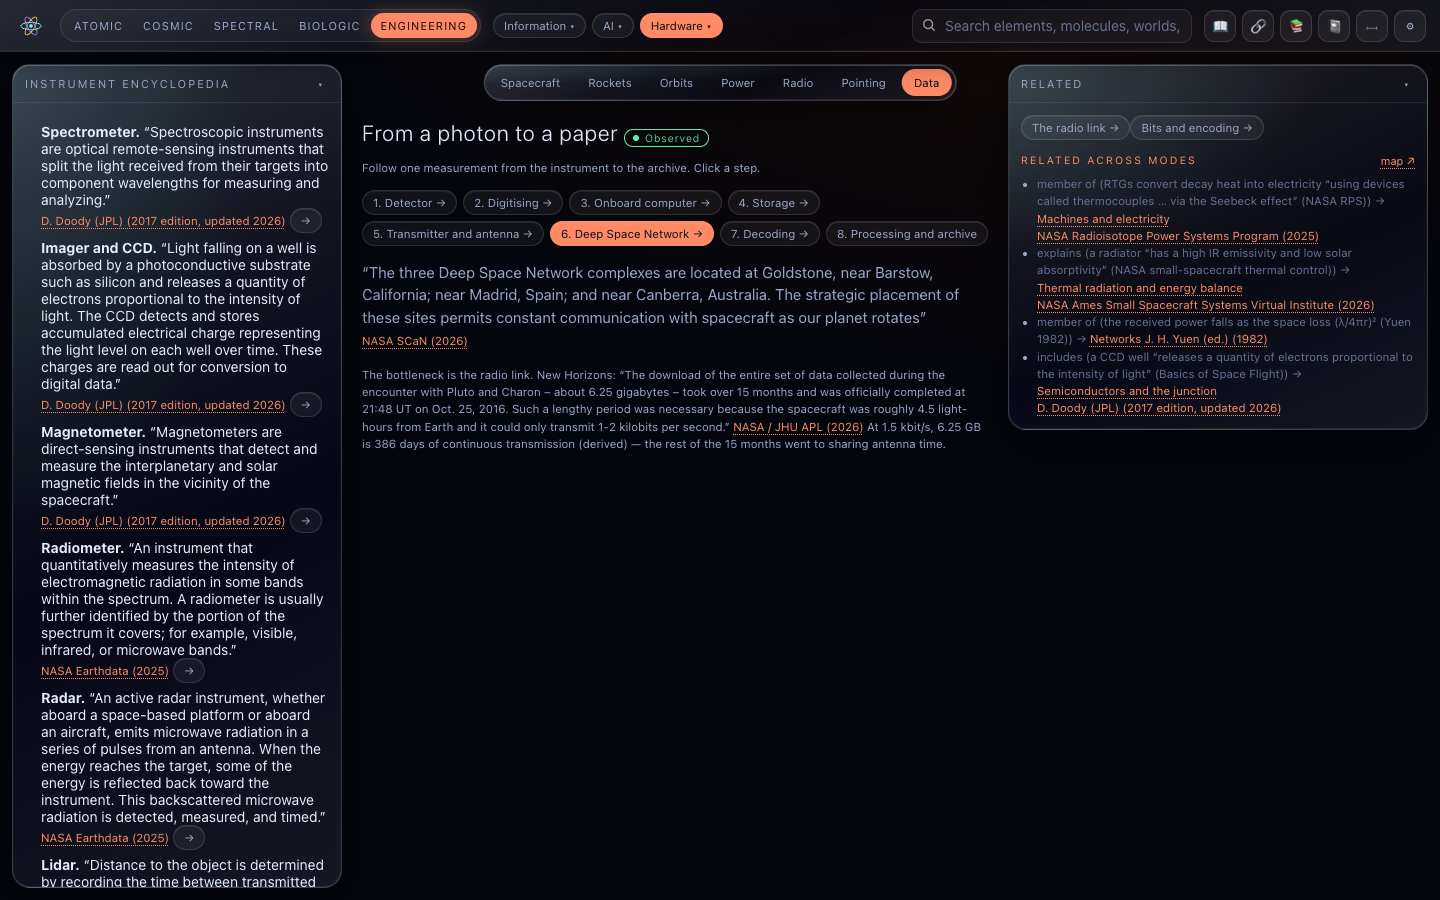 ATOMIC COSMIC SPECTRAL BIOLOGIC ENGINEERING Information ▾ AI ▾ Hardware ▾ Search elements, molecules, worlds,
INSTRUMENT ENCYCLOPEDIA
Spectrometer. “Spectroscopic instruments
are optical remote-sensing instruments that
split the light received from their targets into
component wavelengths for measuring and
analyzing.”
D. Doody (JPL) (2017 edition, updated 2026) →
Imager and CCD. “Light falling on a well is
absorbed by a photoconductive substrate
such as silicon and releases a quantity of
electrons proportional to the intensity of
light. The CCD detects and stores
accumulated electrical charge representing
the light level on each well over time. These
charges are read out for conversion to
digital data.”
D. Doody (JPL) (2017 edition, updated 2026) →
Magnetometer. “Magnetometers are
direct-sensing instruments that detect and
measure the interplanetary and solar
magnetic fields in the vicinity of the
spacecraft.”
D. Doody (JPL) (2017 edition, updated 2026) →
Radiometer. “An instrument that
quantitatively measures the intensity of
electromagnetic radiation in some bands
within the spectrum. A radiometer is usually
further identified by the portion of the
spectrum it covers; for example, visible,
infrared, or microwave bands.”
NASA Earthdata (2025) →
Radar. “An active radar instrument, whether
aboard a space-based platform or aboard
an aircraft, emits microwave radiation in a
series of pulses from an antenna. When the
energy reaches the target, some of the
energy is reflected back toward the
instrument. This backscattered microwave
radiation is detected, measured, and timed.”
NASA Earthdata (2025) →
Lidar. “Distance to the object is determined
by recording the time between transmitted
Spacecraft Rockets Orbits Power Radio Pointing Data
From a photon to a paper Observed
Follow one measurement from the instrument to the archive. Click a step.
1. Detector → 2. Digitising → 3. Onboard computer → 4. Storage →
5. Transmitter and antenna → 6. Deep Space Network → 7. Decoding → 8. Processing and archive
“The three Deep Space Network complexes are located at Goldstone, near Barstow,
California; near Madrid, Spain; and near Canberra, Australia. The strategic placement of
these sites permits constant communication with spacecraft as our planet rotates”
NASA SCaN (2026)
The bottleneck is the radio link. New Horizons: “The download of the entire set of data collected during the
encounter with Pluto and Charon – about 6.25 gigabytes – took over 15 months and was officially completed at
21:48 UT on Oct. 25, 2016. Such a lengthy period was necessary because the spacecraft was roughly 4.5 light-
hours from Earth and it could only transmit 1-2 kilobits per second.” NASA / JHU APL (2026) At 1.5 kbit/s, 6.25 GB
is 386 days of continuous transmission (derived) — the rest of the 15 months went to sharing antenna time.
RELATED
The radio link → Bits and encoding →
RELATED ACROSS MODES map ↗
member of (RTGs convert decay heat into electricity “using devices
called thermocouples ... via the Seebeck effect” (NASA RPS)) →
Machines and electricity
NASA Radioisotope Power Systems Program (2025)
explains (a radiator “has a high IR emissivity and low solar
absorptivity” (NASA small-spacecraft thermal control)) →
Thermal radiation and energy balance
NASA Ames Small Spacecraft Systems Virtual Institute (2026)
member of (the received power falls as the space loss (λ/4πr)² (Yuen
1982)) → Networks J. H. Yuen (ed.) (1982)
includes (a CCD well “releases a quantity of electrons proportional to
the intensity of light” (Basics of Space Flight)) →
Semiconductors and the junction
D. Doody (JPL) (2017 edition, updated 2026)